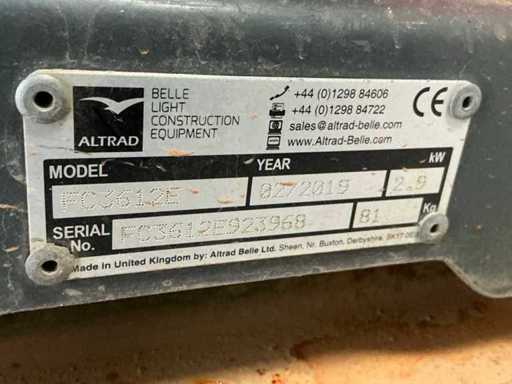 ALTRAD
BELLE
LIGHT
CONSTRUCTION
EQUIPMENT
+44 (0)1298 84606
+44 (0)1298 84722
sales@altrad-belle.com
www.Altrad-Belle.com
CE
MODEL YEAR kW
FC3612E 02/2019 2.9
SERIAL No. FC3612E923968 81 Kg
Made in United Kingdom by: Altrad Belle Ltd. Sheen, Nr. Buxton, Derbyshire, SK17